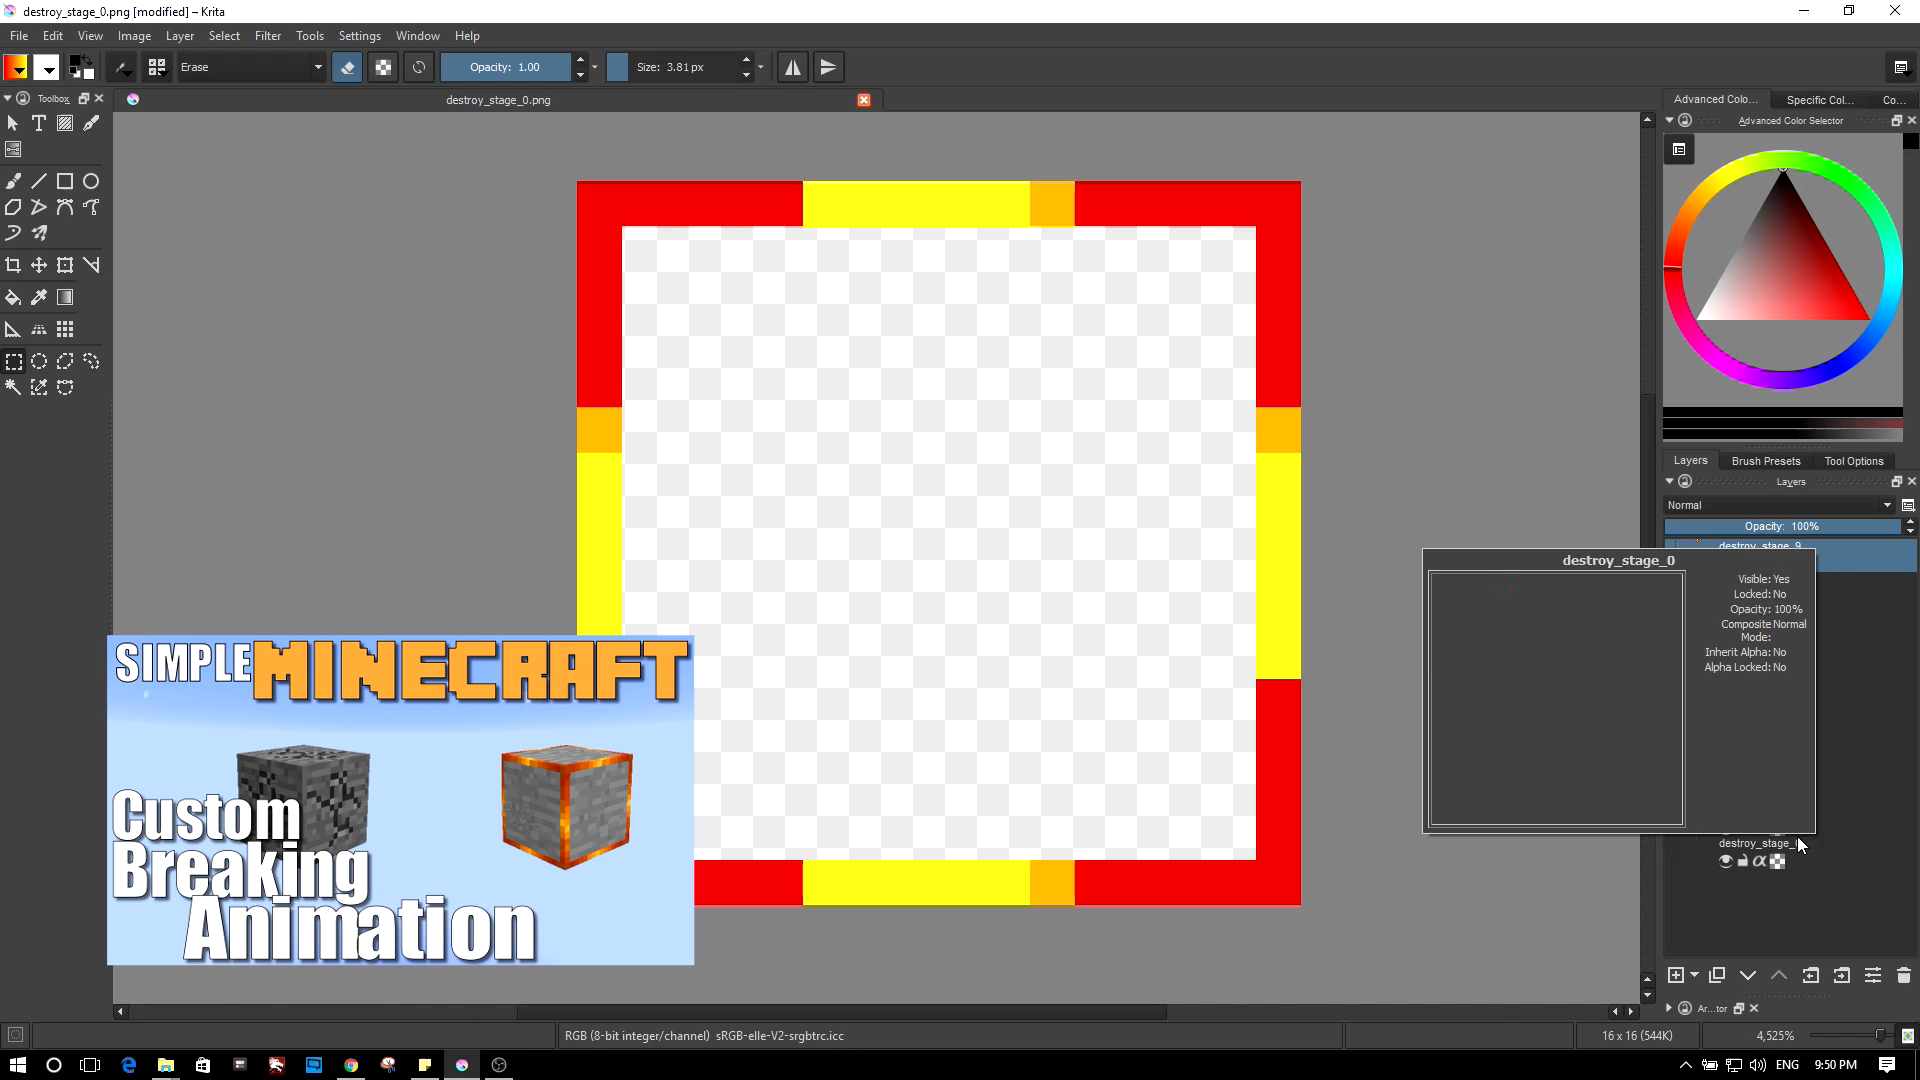 destroy_stage_0.png [modified] – Krita
File Edit View Image Layer Select Filter Tools Settings Window Help
Erase Opacity: 1.00 Size: 3.81 px
Toolbox
destroy_stage_0.png
Advanced Colo... Specific Col... Co...
Advanced Color Selector
Layers Brush Presets Tool Options
Layers
Normal
Opacity: 100%
destroy_stage_9
destroy_stage_0
Visible: Yes
Locked: No
Opacity: 100%
Composite Normal
Mode:
Inherit Alpha: No
Alpha Locked: No
destroy_stage_
SIMPLE MINECRAFT
Custom
Breaking
Animation
Ar...tor
RGB (8-bit integer/channel) sRGB-elle-V2-srgbtrc.icc
16 x 16 (544K)
4,525%
ENG 9:50 PM